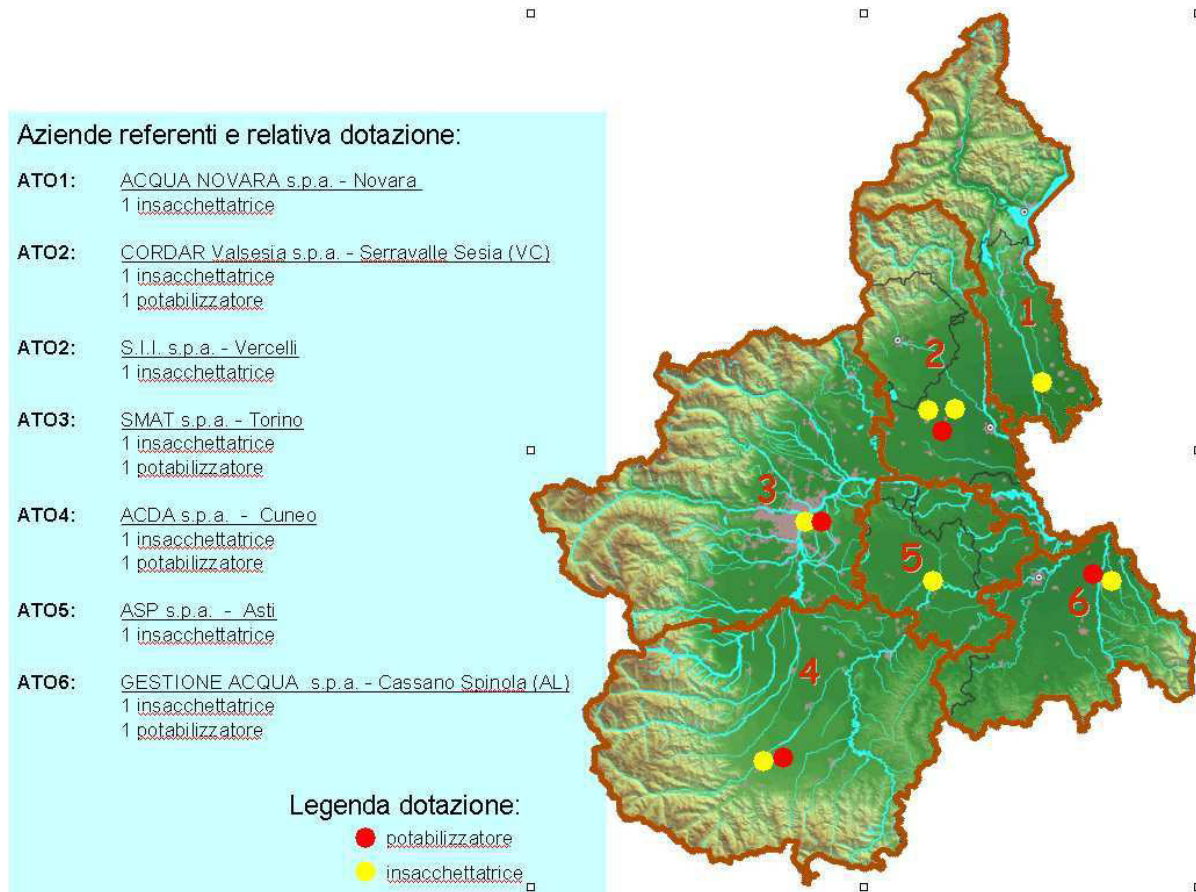 Aziende referenti e relativa dotazione:
ATO1: ACQUA NOVARA s.p.a. - Novara
1 insacchettatrice
ATO2: CORDAR Valsesia s.p.a. - Serravalle Sesia (VC)
1 insacchettatrice
1 potabilizzatore
ATO2: S.I.I. s.p.a. - Vercelli
1 insacchettatrice
ATO3: SMAT s.p.a. - Torino
1 insacchettatrice
1 potabilizzatore
ATO4: ACDA s.p.a. - Cuneo
1 insacchettatrice
1 potabilizzatore
ATO5: ASP s.p.a. - Asti
1 insacchettatrice
ATO6: GESTIONE ACQUA s.p.a. - Cassano Spinola (AL)
1 insacchettatrice
1 potabilizzatore
Legenda dotazione:
potabilizzatore
insacchettatrice
1
2
3
5
6
4